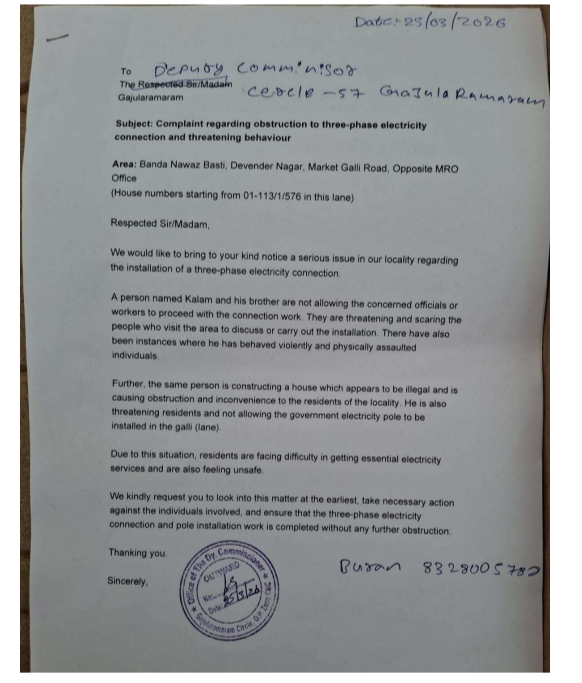 Date:- 25/03/2026
To Deputy Comminsor
The Respected Sir/Madam
Gajularamaram
Cercle -57 GnaJula Ramaram
Subject: Complaint regarding obstruction to three-phase electricity
connection and threatening behaviour
Area: Banda Nawaz Basti, Devender Nagar, Market Galli Road, Opposite MRO
Office
(House numbers starting from 01-113/1/576 in this lane)
Respected Sir/Madam,
We would like to bring to your kind notice a serious issue in our locality regarding
the installation of a three-phase electricity connection.
A person named Kalam and his brother are not allowing the concerned officials or
workers to proceed with the connection work. They are threatening and scaring the
people who visit the area to discuss or carry out the installation. There have also
been instances where he has behaved violently and physically assaulted
individuals.
Further, the same person is constructing a house which appears to be illegal and is
causing obstruction and inconvenience to the residents of the locality. He is also
threatening residents and not allowing the government electricity pole to be
installed in the galli (lane).
Due to this situation, residents are facing difficulty in getting essential electricity
services and are also feeling unsafe.
We kindly request you to look into this matter at the earliest, take necessary action
against the individuals involved, and ensure that the three-phase electricity
connection and pole installation work is completed without any further obstruction.
Thanking you.
Sincerely,
Office of The Dy. Commissioner
OUTWARD
No:
Date: 25/3/26
Gajularamaram Circle,
Buran 8328005782